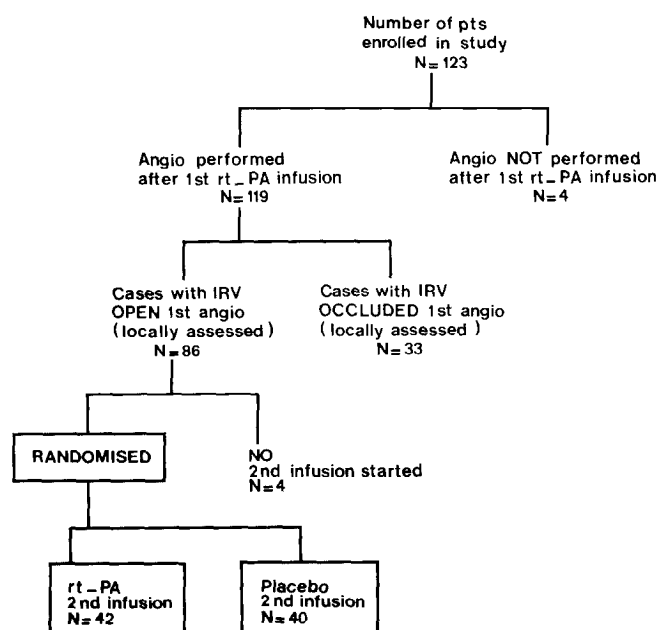 Number of pts
enrolled in study
N=123
Angio performed
after 1st rt_PA infusion
N=119
Angio NOT performed
after 1st rt_PA infusion
N=4
Cases with IRV
OPEN 1st angio
(locally assessed)
N=86
Cases with IRV
OCCLUDED 1st angio
(locally assessed)
N=33
RANDOMISED
NO
2nd infusion started
N=4
rt_PA
2nd infusion
N=42
Placebo
2nd infusion
N=40